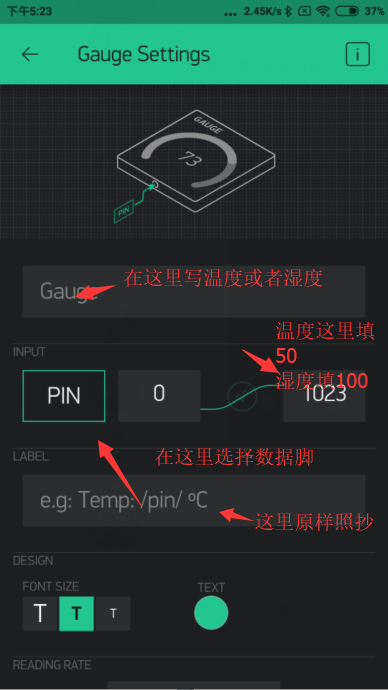 下午5:23 ... 2.45K/s 37%
Gauge Settings i
GAUGE
73
PIN
Gauge 在这里写温度或者湿度
温度这里填
50
湿度填100
INPUT
PIN 0 1023
LABEL
在这里选择数据脚
e.g: Temp: /pin/ ºC
这里原样照抄
DESIGN
FONT SIZE TEXT
T T T
READING RATE